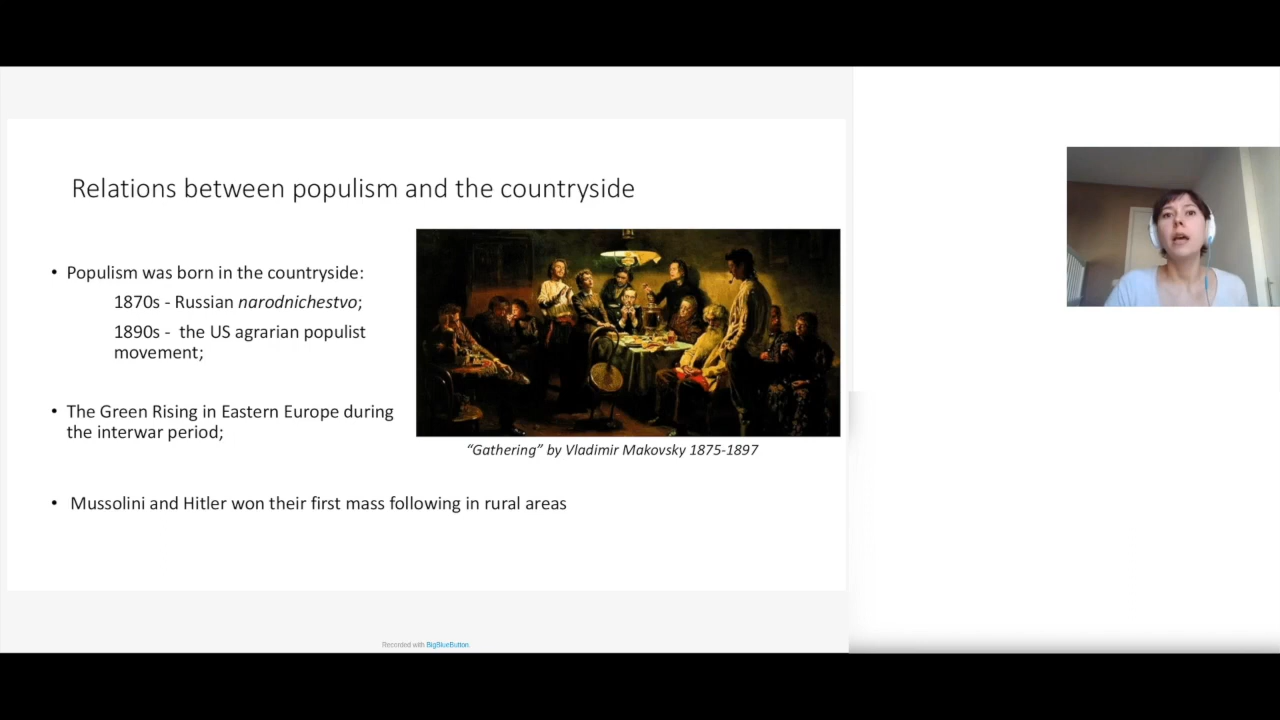 Relations between populism and the countryside
• Populism was born in the countryside:
1870s - Russian narodnichestvo;
1890s - the US agrarian populist
movement;
• The Green Rising in Eastern Europe during
the interwar period;
“Gathering” by Vladimir Makovsky 1875-1897
• Mussolini and Hitler won their first mass following in rural areas
Recorded with BigBlueButton.